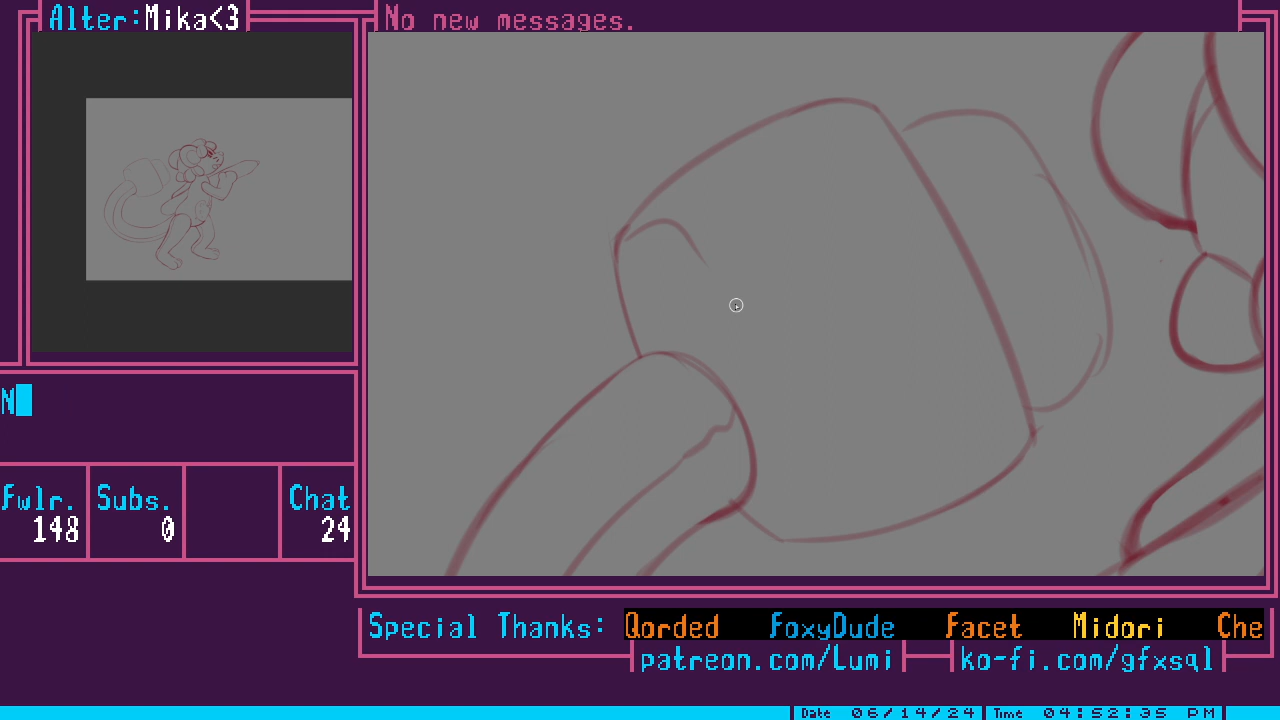 Alter:Mika<3
No new messages.
N
Fwlr. Subs. Chat
148 0 24
Special Thanks: Qorded FoxyDude Facet Midori Che
patreon.com/Lumi ko-fi.com/gfxsql
Date 06/14/24 Time 04:52:35 PM